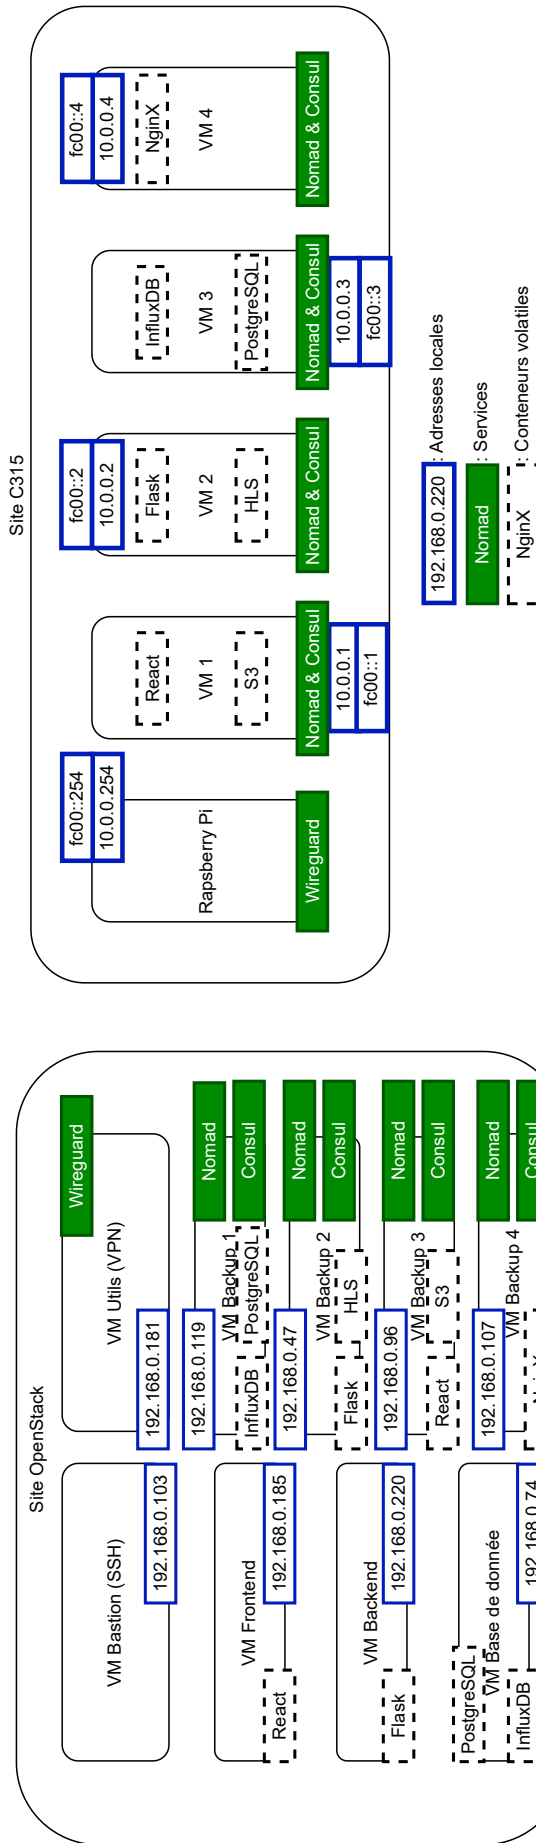 Site OpenStack
VM Bastion (SSH)
192.168.0.103
VM Utils (VPN)
192.168.0.181
Wireguard
VM Frontend
192.168.0.185
React
192.168.0.119
VM Backup 1
Nomad
Consul
InfluxDB
PostgreSQL
192.168.0.47
VM Backup 2
Nomad
Consul
Flask
HLS
VM Backend
192.168.0.220
Flask
192.168.0.96
VM Backup 3
Nomad
Consul
React
S3
PostgreSQL
VM Base de donnée
192.168.0.74
InfluxDB
192.168.0.107
VM Backup 4
Nomad
Consul
NginX
Site C315
fc00::254
10.0.0.254
Rapsberry Pi
Wireguard
React
VM 1
S3
Nomad & Consul
10.0.0.1
fc00::1
fc00::2
10.0.0.2
Flask
VM 2
HLS
Nomad & Consul
InfluxDB
VM 3
PostgreSQL
Nomad & Consul
10.0.0.3
fc00::3
fc00::4
10.0.0.4
NginX
VM 4
Nomad & Consul
192.168.0.220 : Adresses locales
Nomad : Services
NginX : Conteneurs volatiles